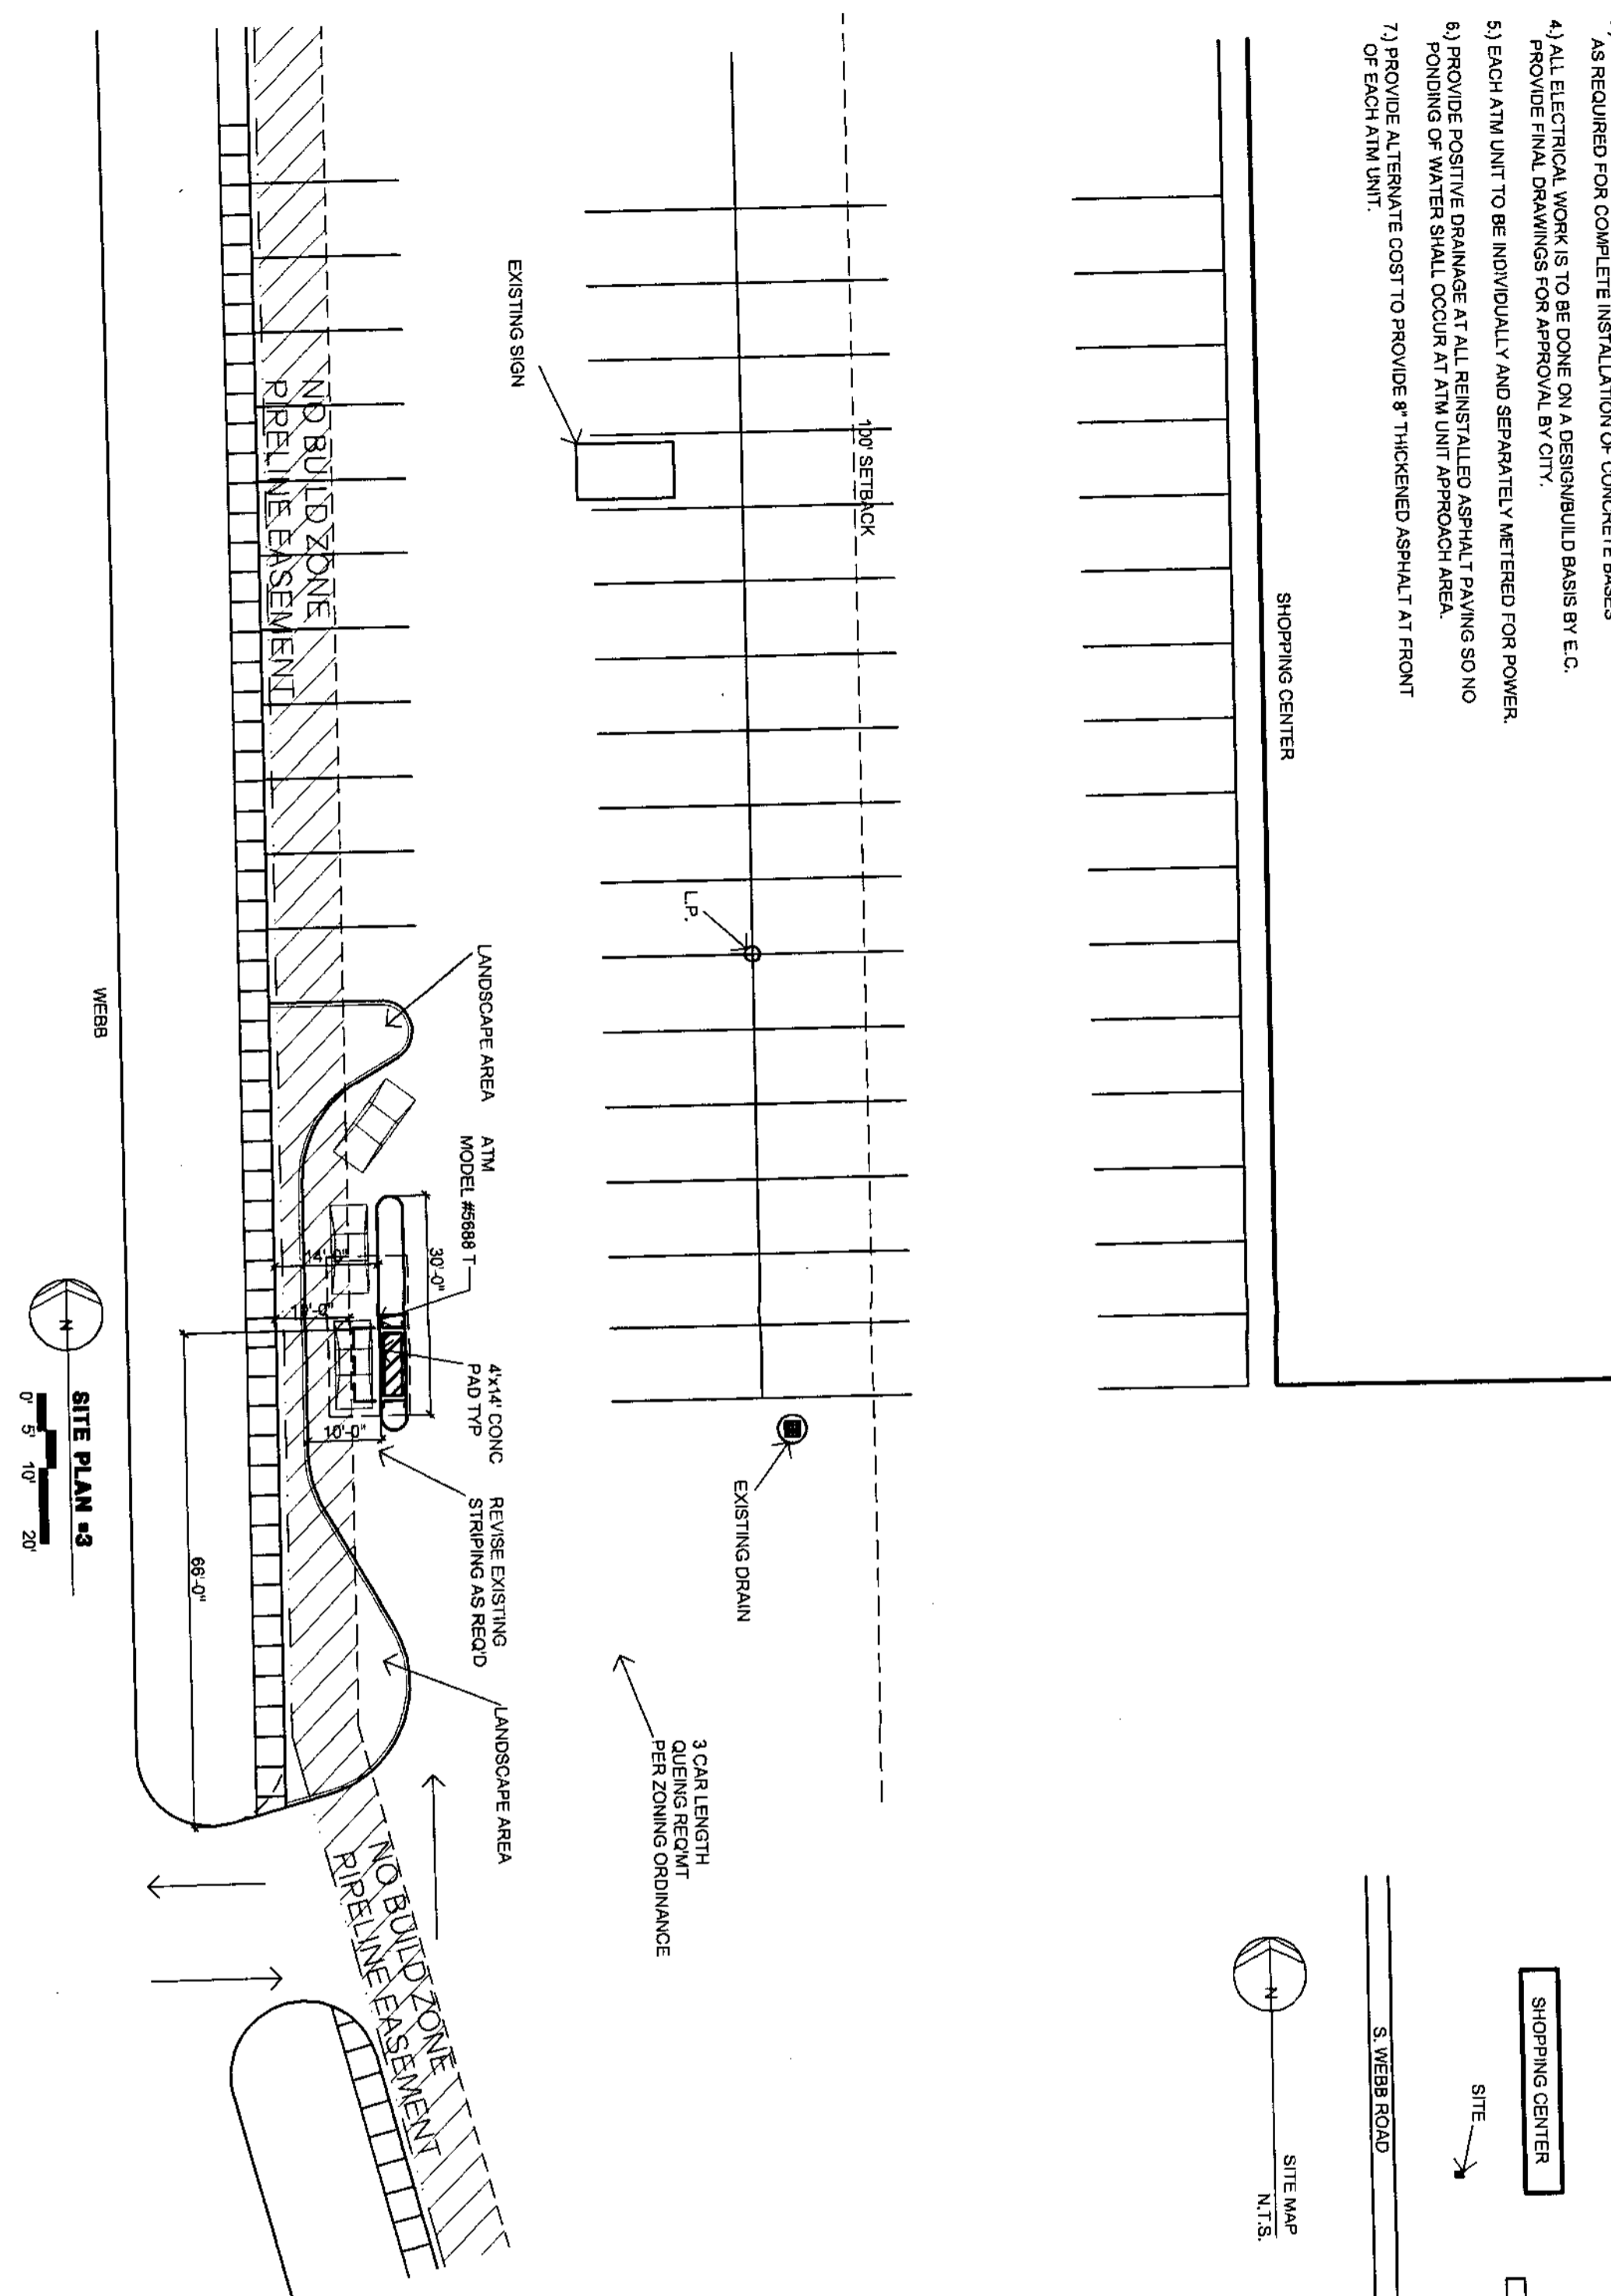 AS REQUIRED FOR COMPLETE INSTALLATION OF CONCRETE BASES
4.) ALL ELECTRICAL WORK IS TO BE DONE ON A DESIGN/BUILD BASIS BY E.C.
PROVIDE FINAL DRAWINGS FOR APPROVAL BY CITY.
5.) EACH ATM UNIT TO BE INDIVIDUALLY AND SEPARATELY METERED FOR POWER.
6.) PROVIDE POSITIVE DRAINAGE AT ALL REINSTALLED ASPHALT PAVING SO NO
PONDING OF WATER SHALL OCCUR AT ATM UNIT APPROACH AREA.
7.) PROVIDE ALTERNATE COST TO PROVIDE 8" THICKENED ASPHALT AT FRONT
OF EACH ATM UNIT.
SHOPPING CENTER
SHOPPING CENTER
SITE
S. WEBB ROAD
N
SITE MAP
N.T.S.
100' SETBACK
EXISTING SIGN
L.P.
EXISTING DRAIN
3 CAR LENGTH
QUEING REQ'MT
PER ZONING ORDINANCE
LANDSCAPE AREA
ATM
MODEL #5688 T
4'x14' CONC
PAD TYP
REVISE EXISTING
STRIPING AS REQ'D
LANDSCAPE AREA
30'-0"
14'-0"
10'-0"
NO BUILD ZONE
PIPELINE EASEMENT
NO BUILD ZONE
PIPELINE EASEMENT
66'-0"
WEBB
N
SITE PLAN #3
0' 5' 10' 20'